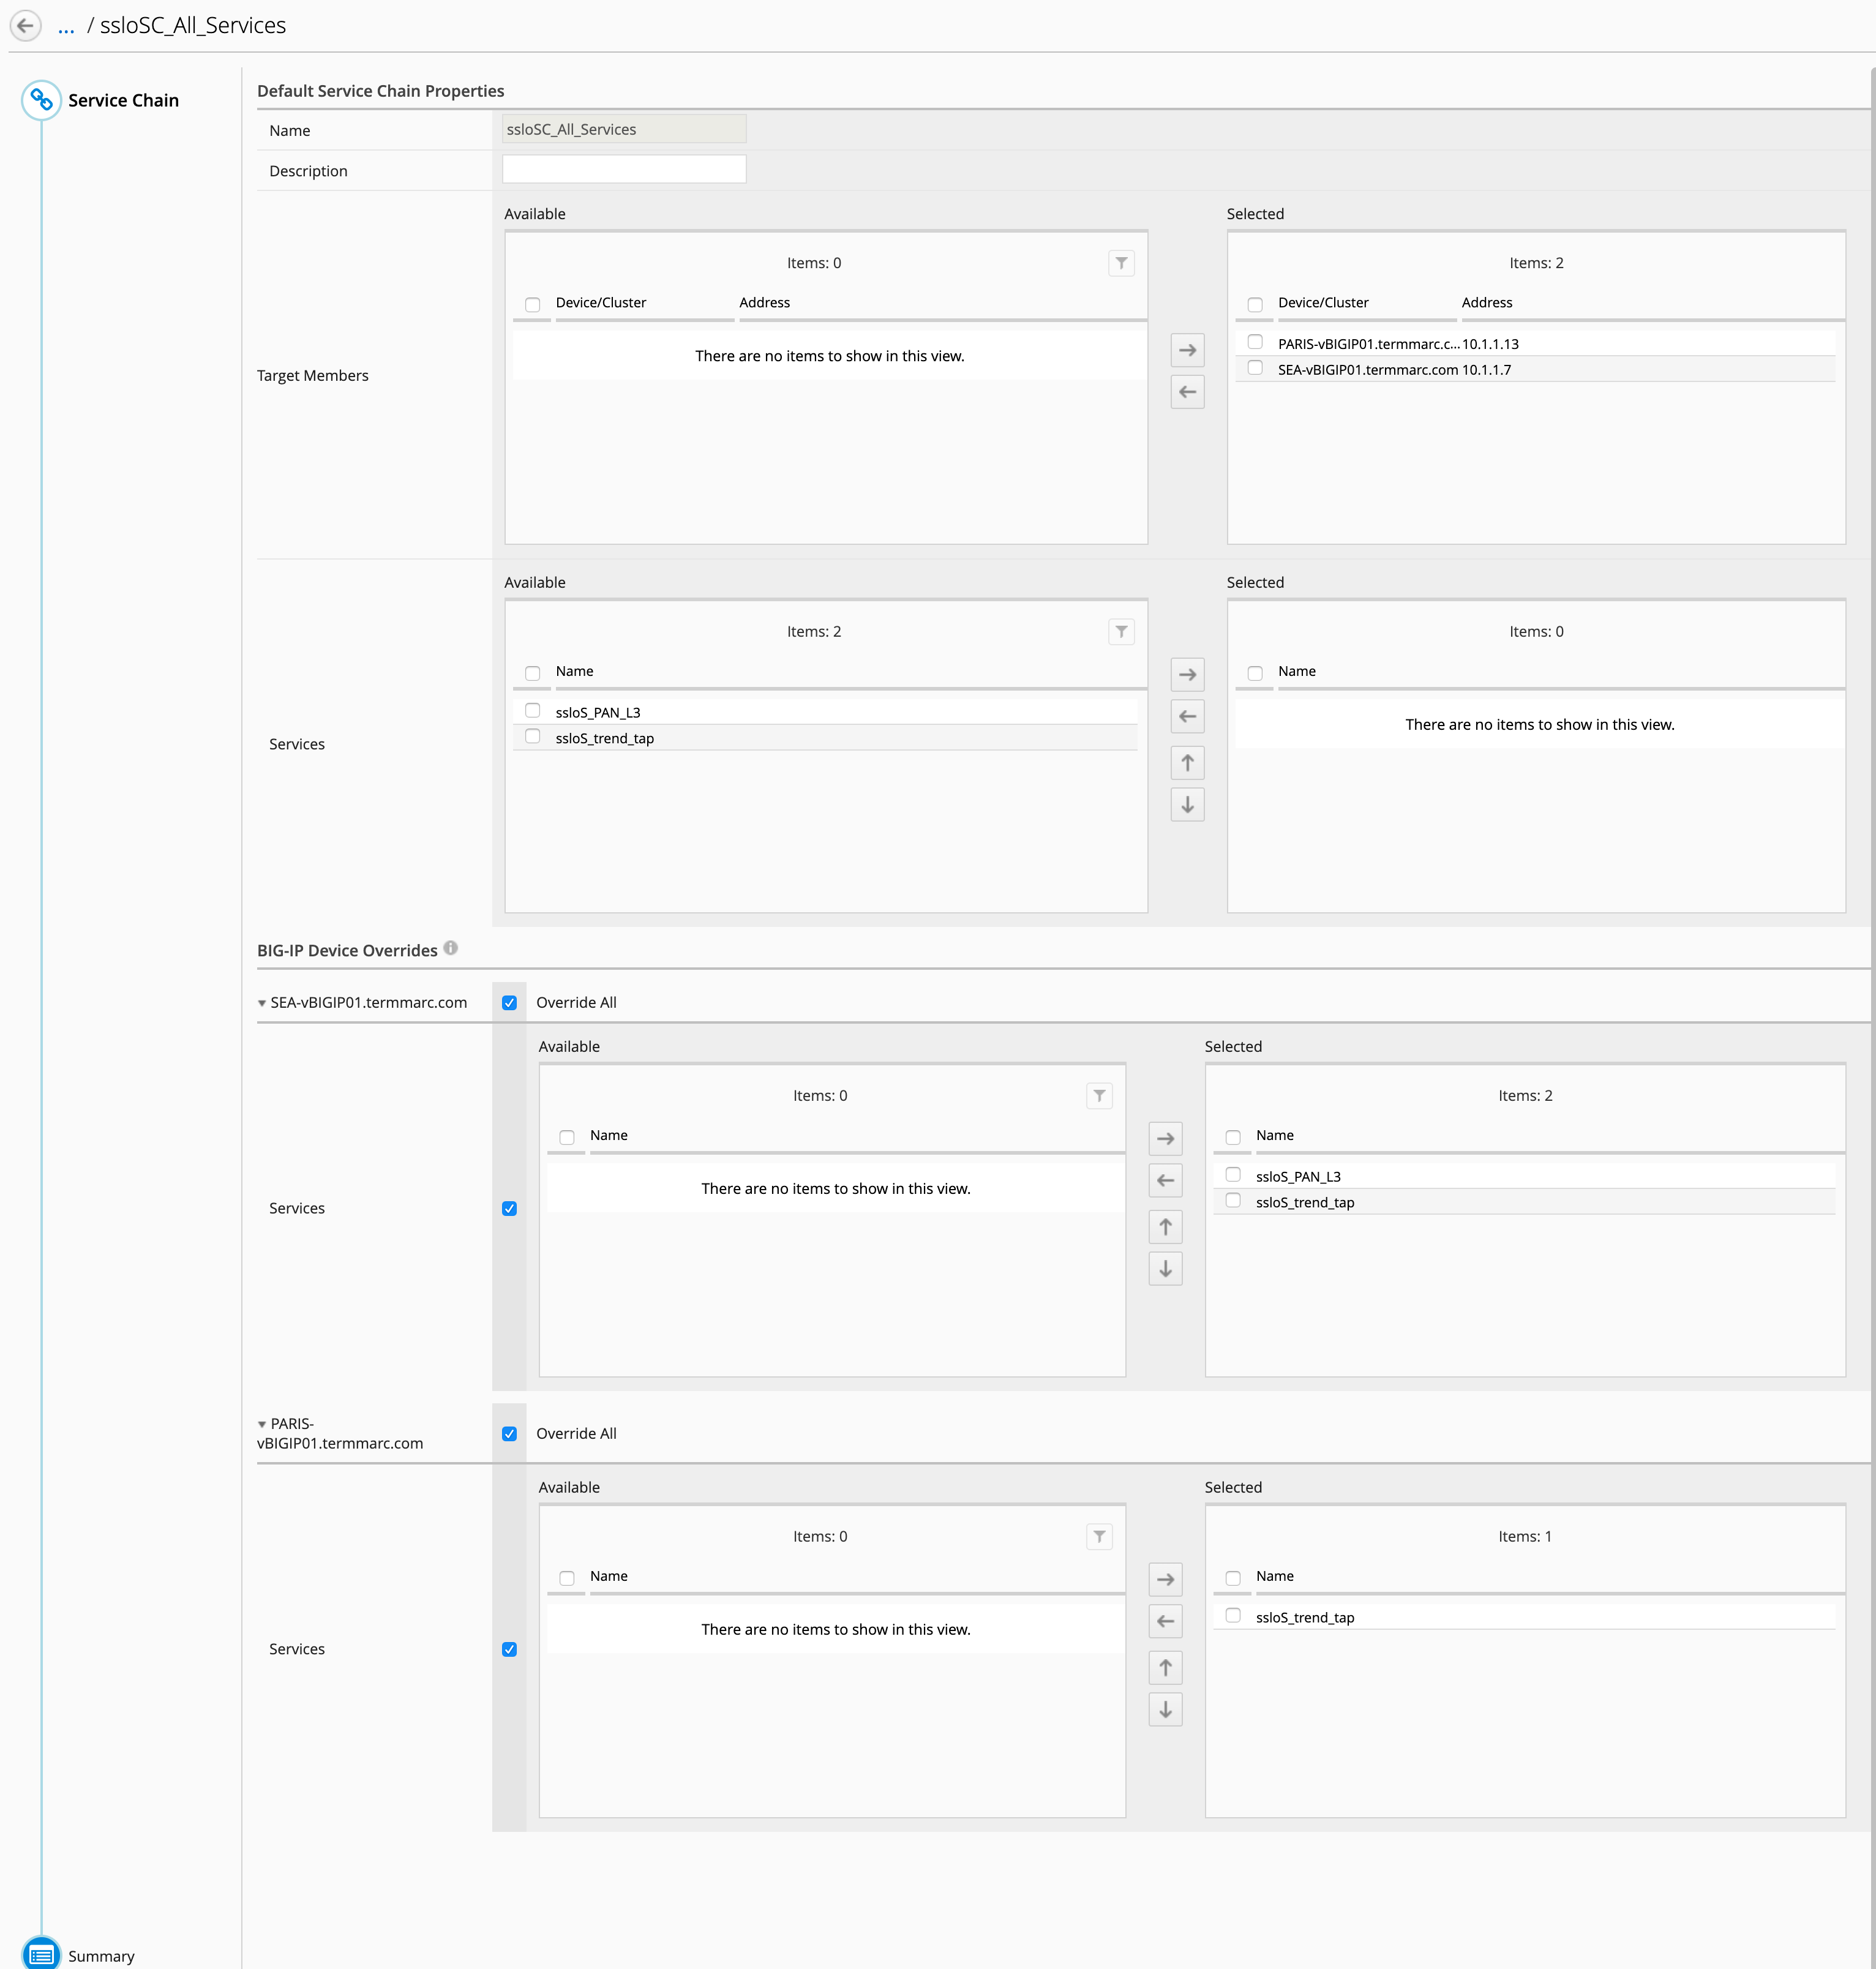 ... / ssloSC_All_Services
Service Chain
Default Service Chain Properties
Name
ssloSC_All_Services
Description
Target Members
Available
Items: 0
Device/Cluster Address
There are no items to show in this view.
Selected
Items: 2
Device/Cluster Address
PARIS-vBIGIP01.termmarc.c... 10.1.1.13
SEA-vBIGIP01.termmarc.com 10.1.1.7
Services
Available
Items: 2
Name
ssloS_PAN_L3
ssloS_trend_tap
Selected
Items: 0
Name
There are no items to show in this view.
BIG-IP Device Overrides
SEA-vBIGIP01.termmarc.com
Override All
Services
Available
Items: 0
Name
There are no items to show in this view.
Selected
Items: 2
Name
ssloS_PAN_L3
ssloS_trend_tap
PARIS-
vBIGIP01.termmarc.com
Override All
Services
Available
Items: 0
Name
There are no items to show in this view.
Selected
Items: 1
Name
ssloS_trend_tap
Summary